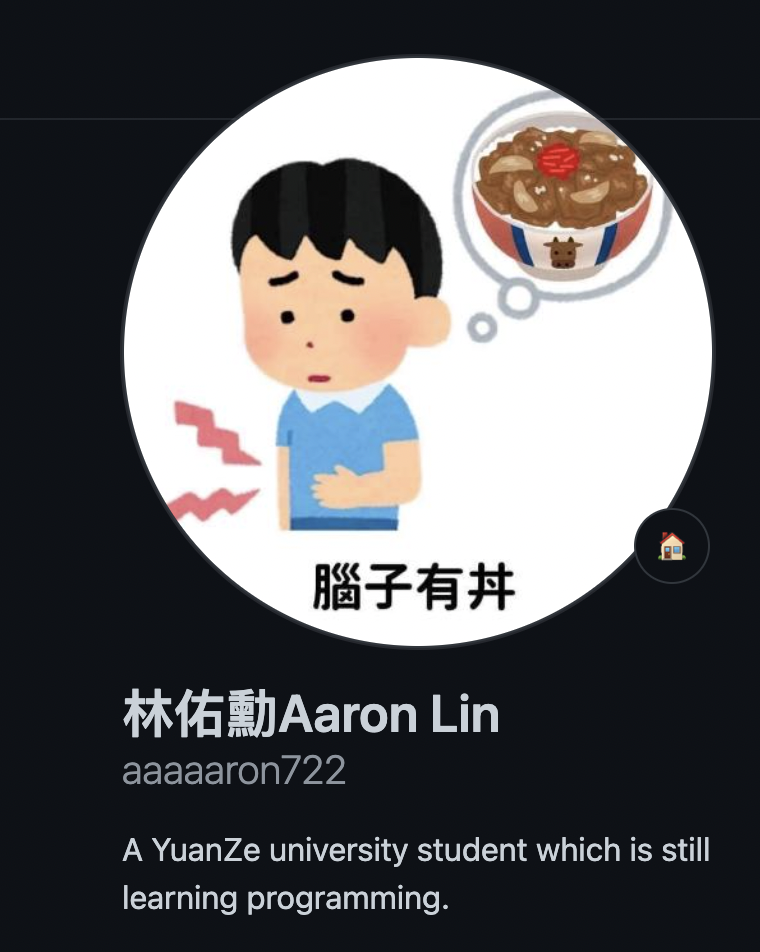 腦子有丼
林佑勳Aaron Lin
aaaaaron722
A YuanZe university student which is still
learning programming.